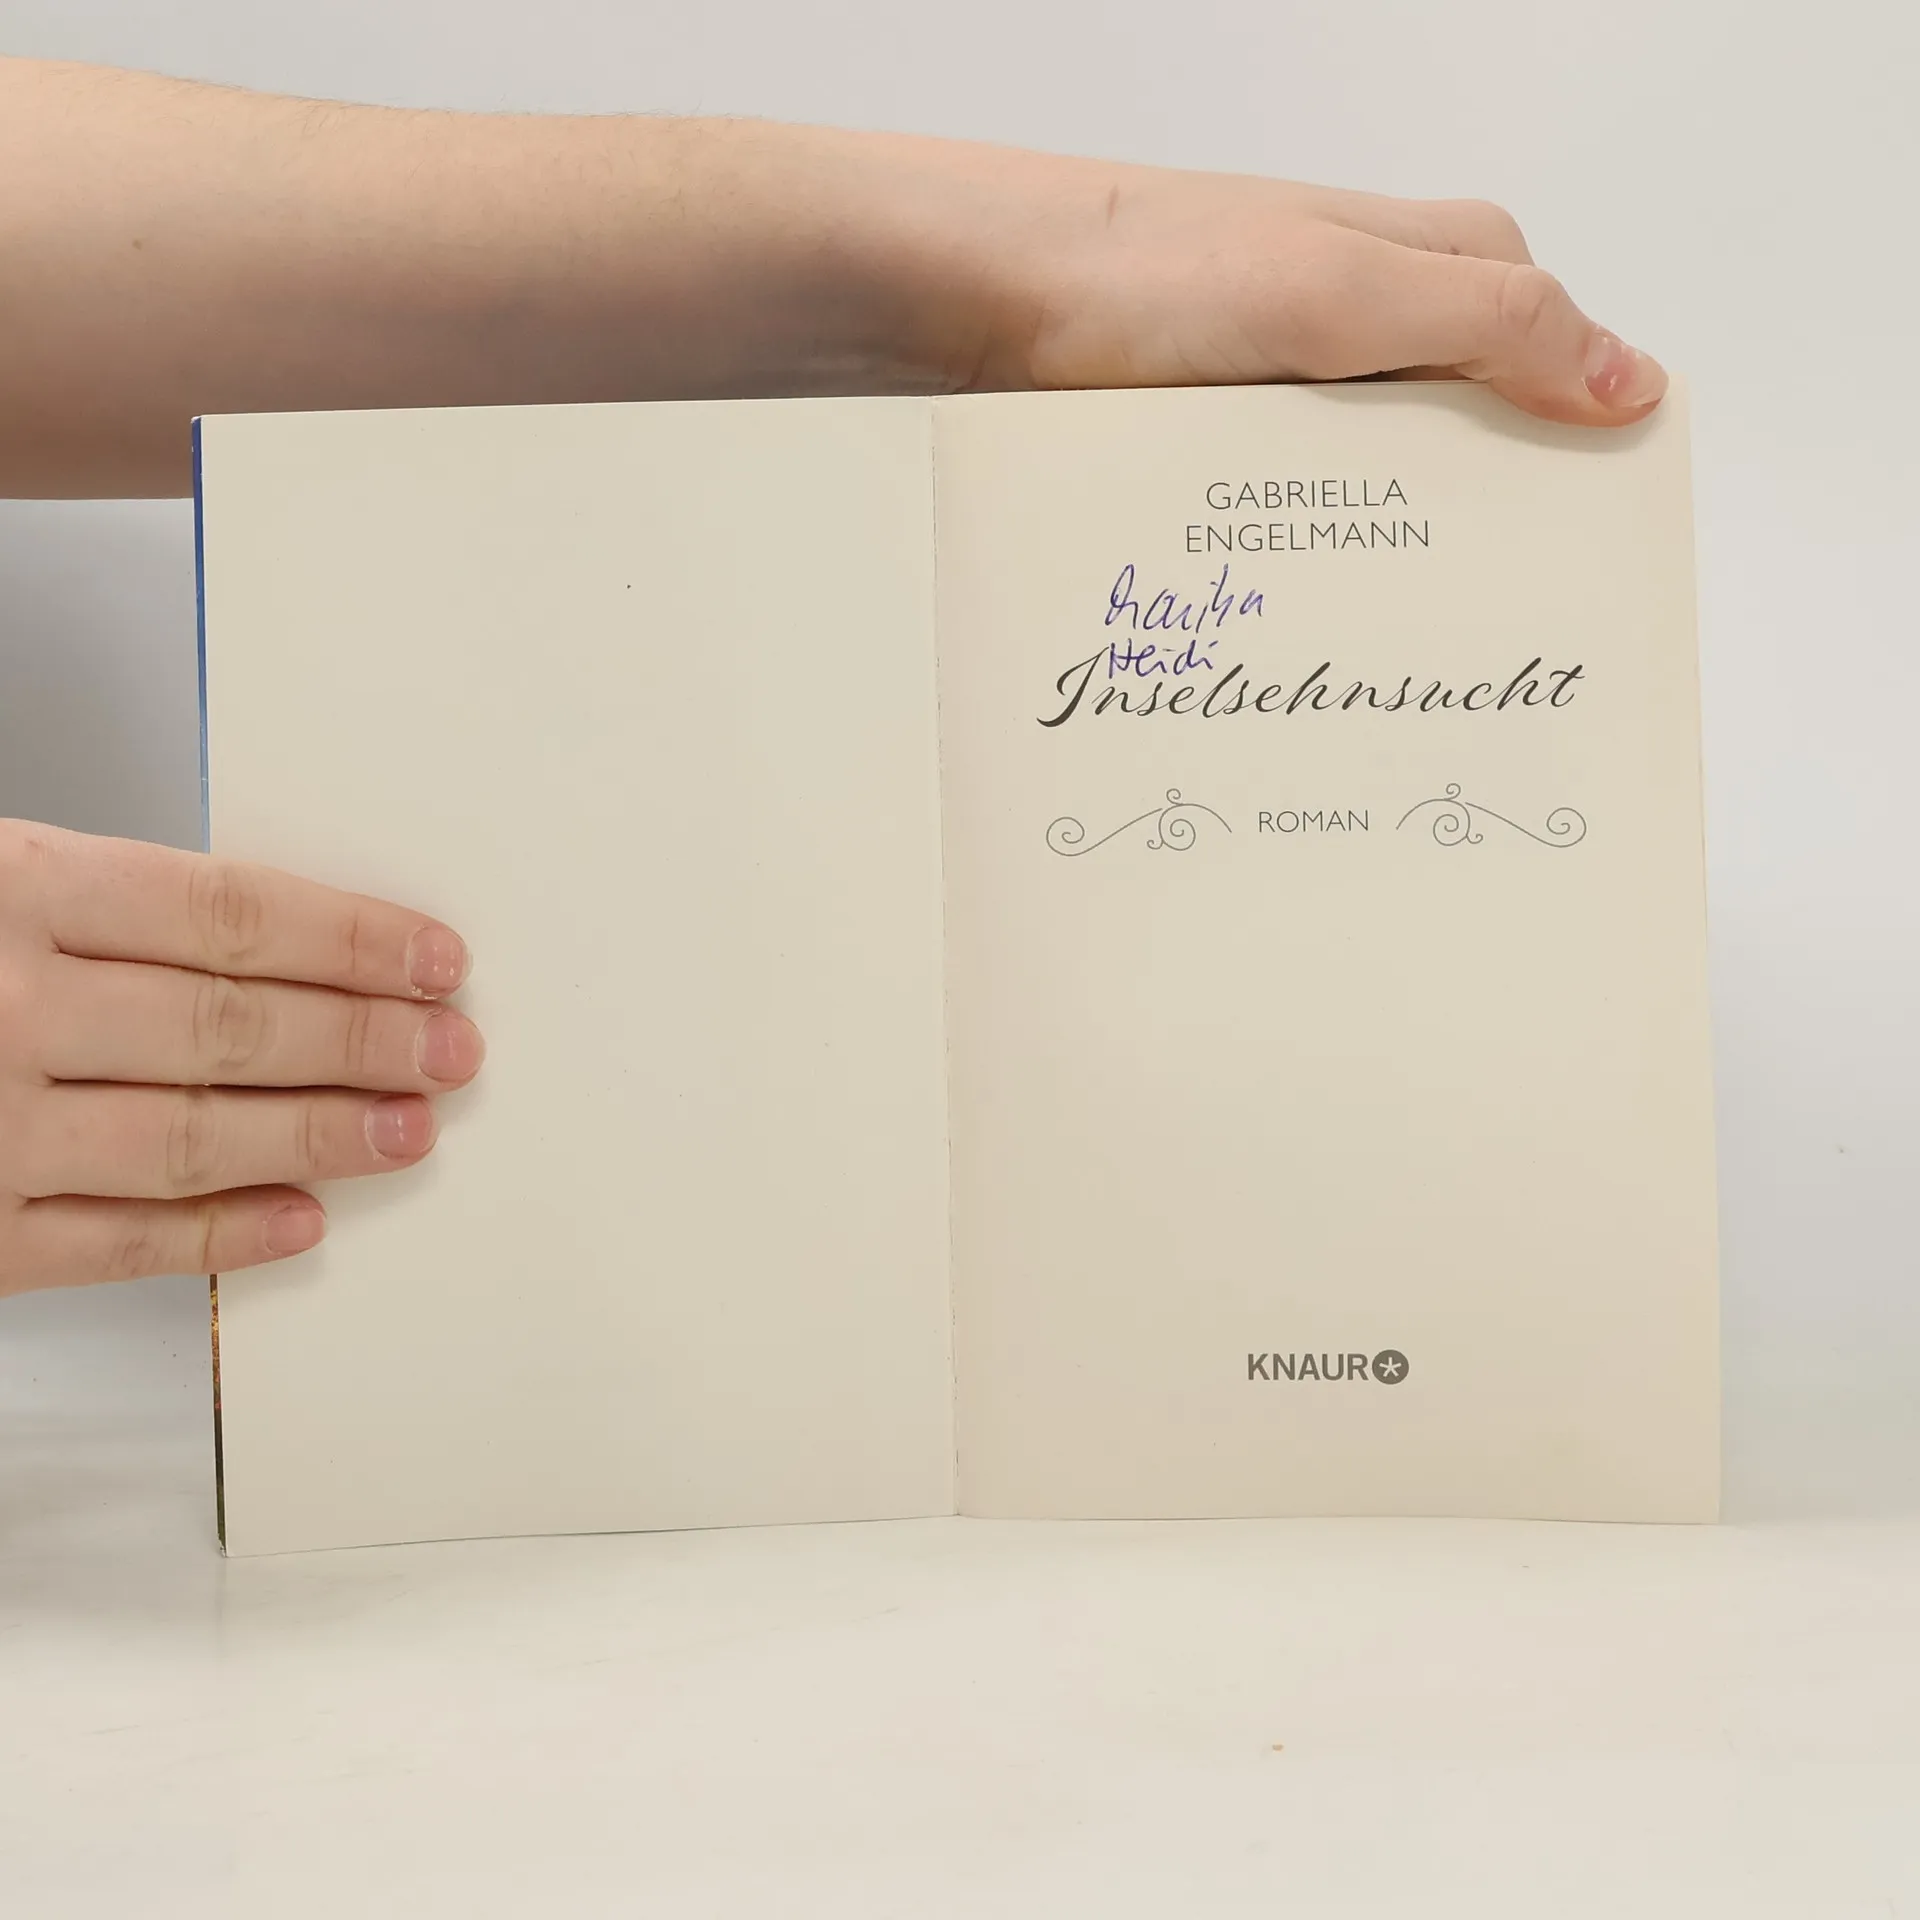 GABRIELLA
ENGELMANN
Heidi
Inselsehnsucht
ROMAN
KNAUR